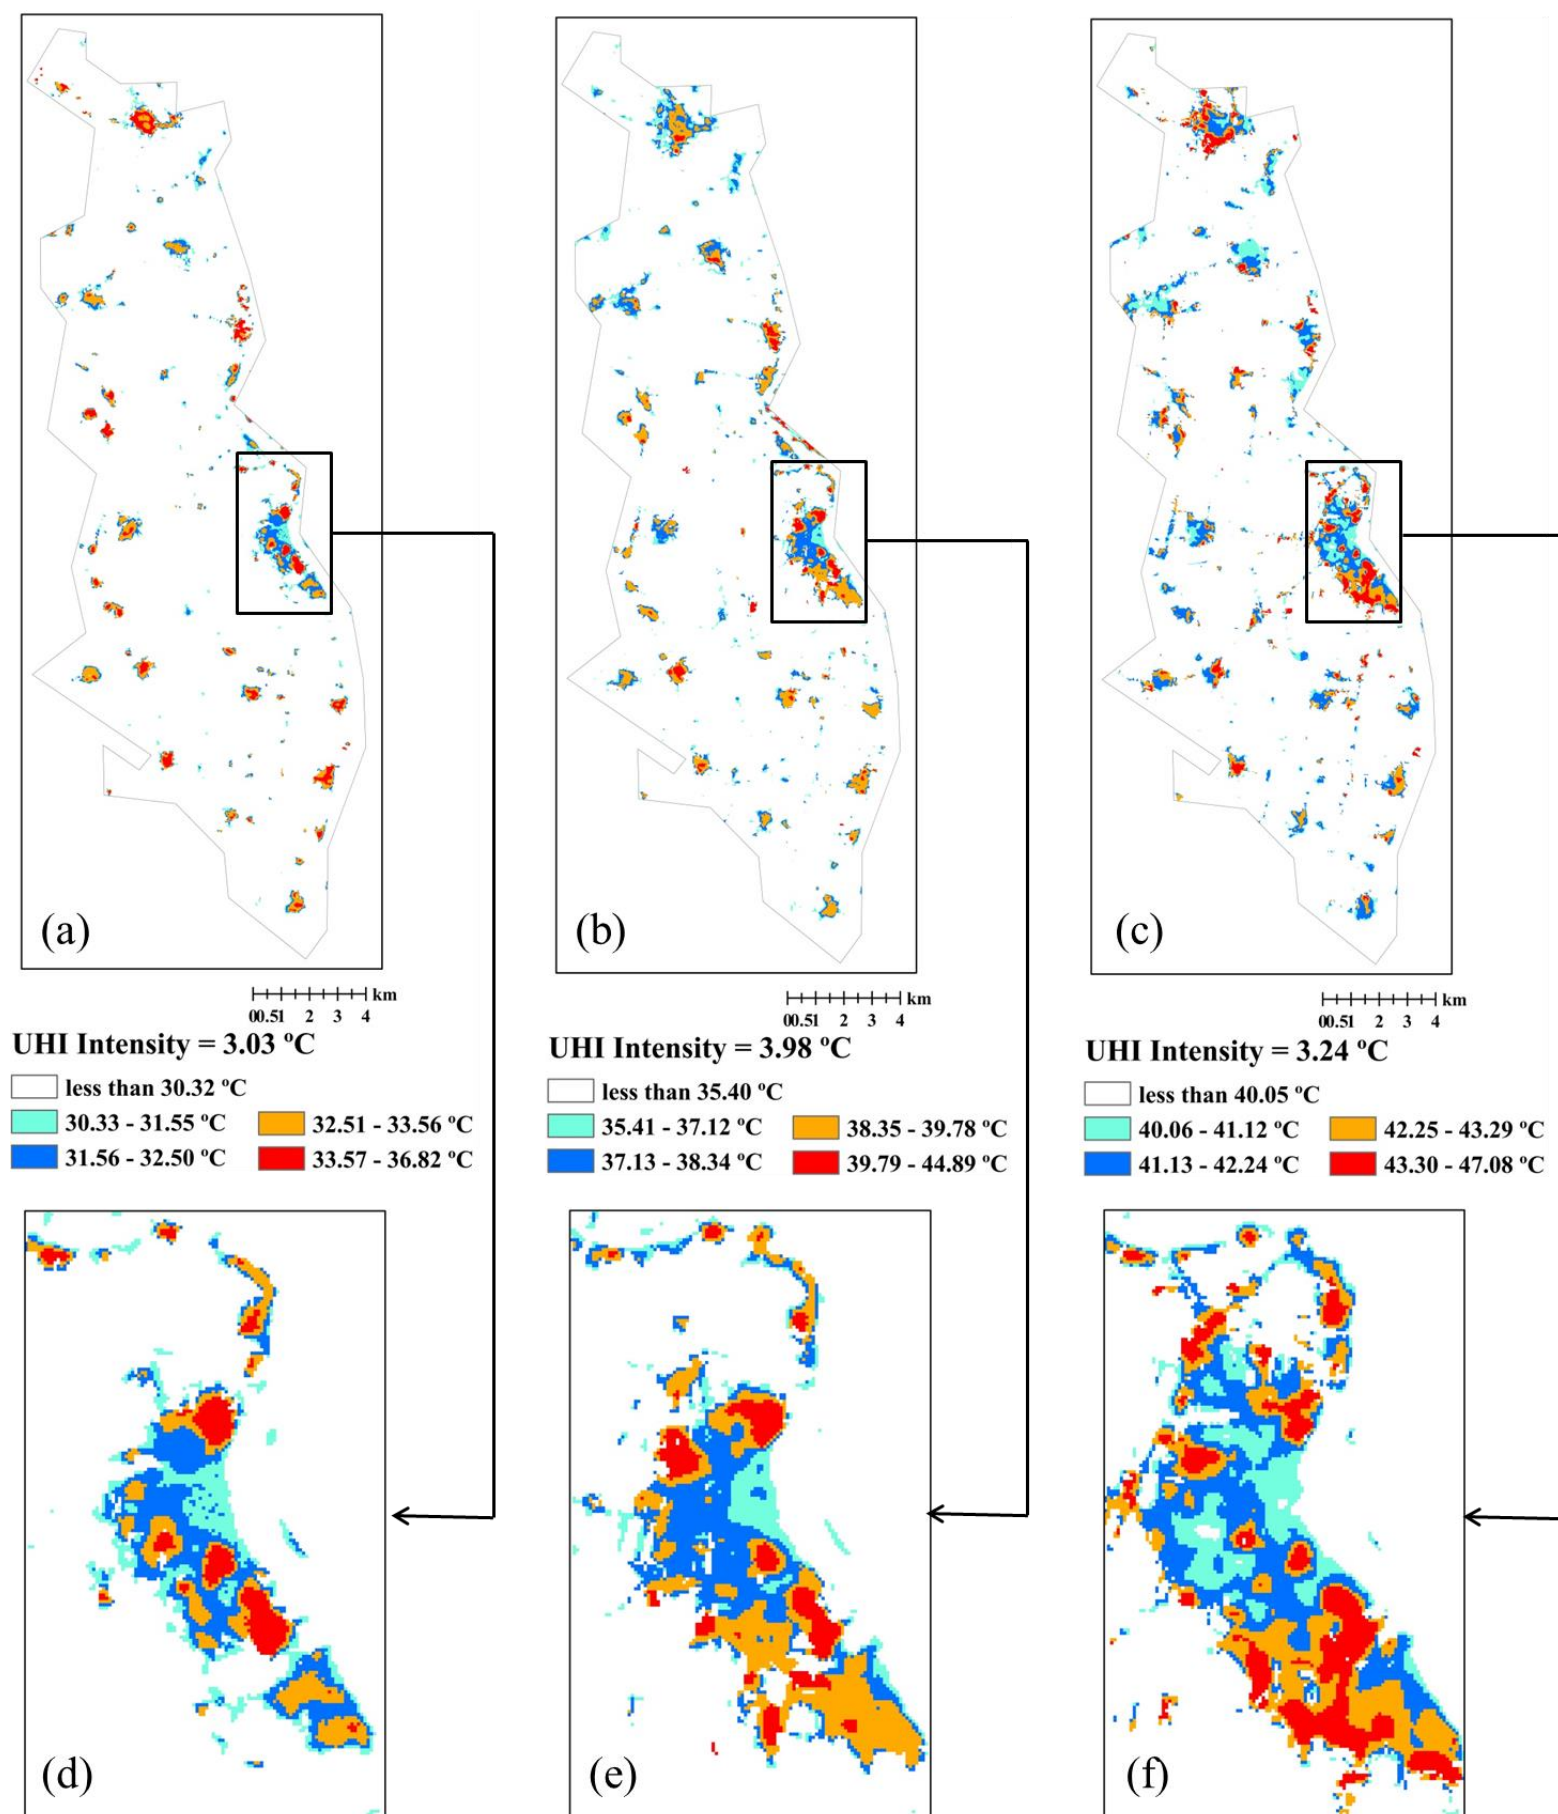 (a)
(b)
(c)
km
00.51 2 3 4
km
00.51 2 3 4
km
00.51 2 3 4
UHI Intensity = 3.03 ºC
less than 30.32 ºC
30.33 - 31.55 ºC
32.51 - 33.56 ºC
31.56 - 32.50 ºC
33.57 - 36.82 ºC
UHI Intensity = 3.98 ºC
less than 35.40 ºC
35.41 - 37.12 ºC
38.35 - 39.78 ºC
37.13 - 38.34 ºC
39.79 - 44.89 ºC
UHI Intensity = 3.24 ºC
less than 40.05 ºC
40.06 - 41.12 ºC
42.25 - 43.29 ºC
41.13 - 42.24 ºC
43.30 - 47.08 ºC
(d)
(e)
(f)